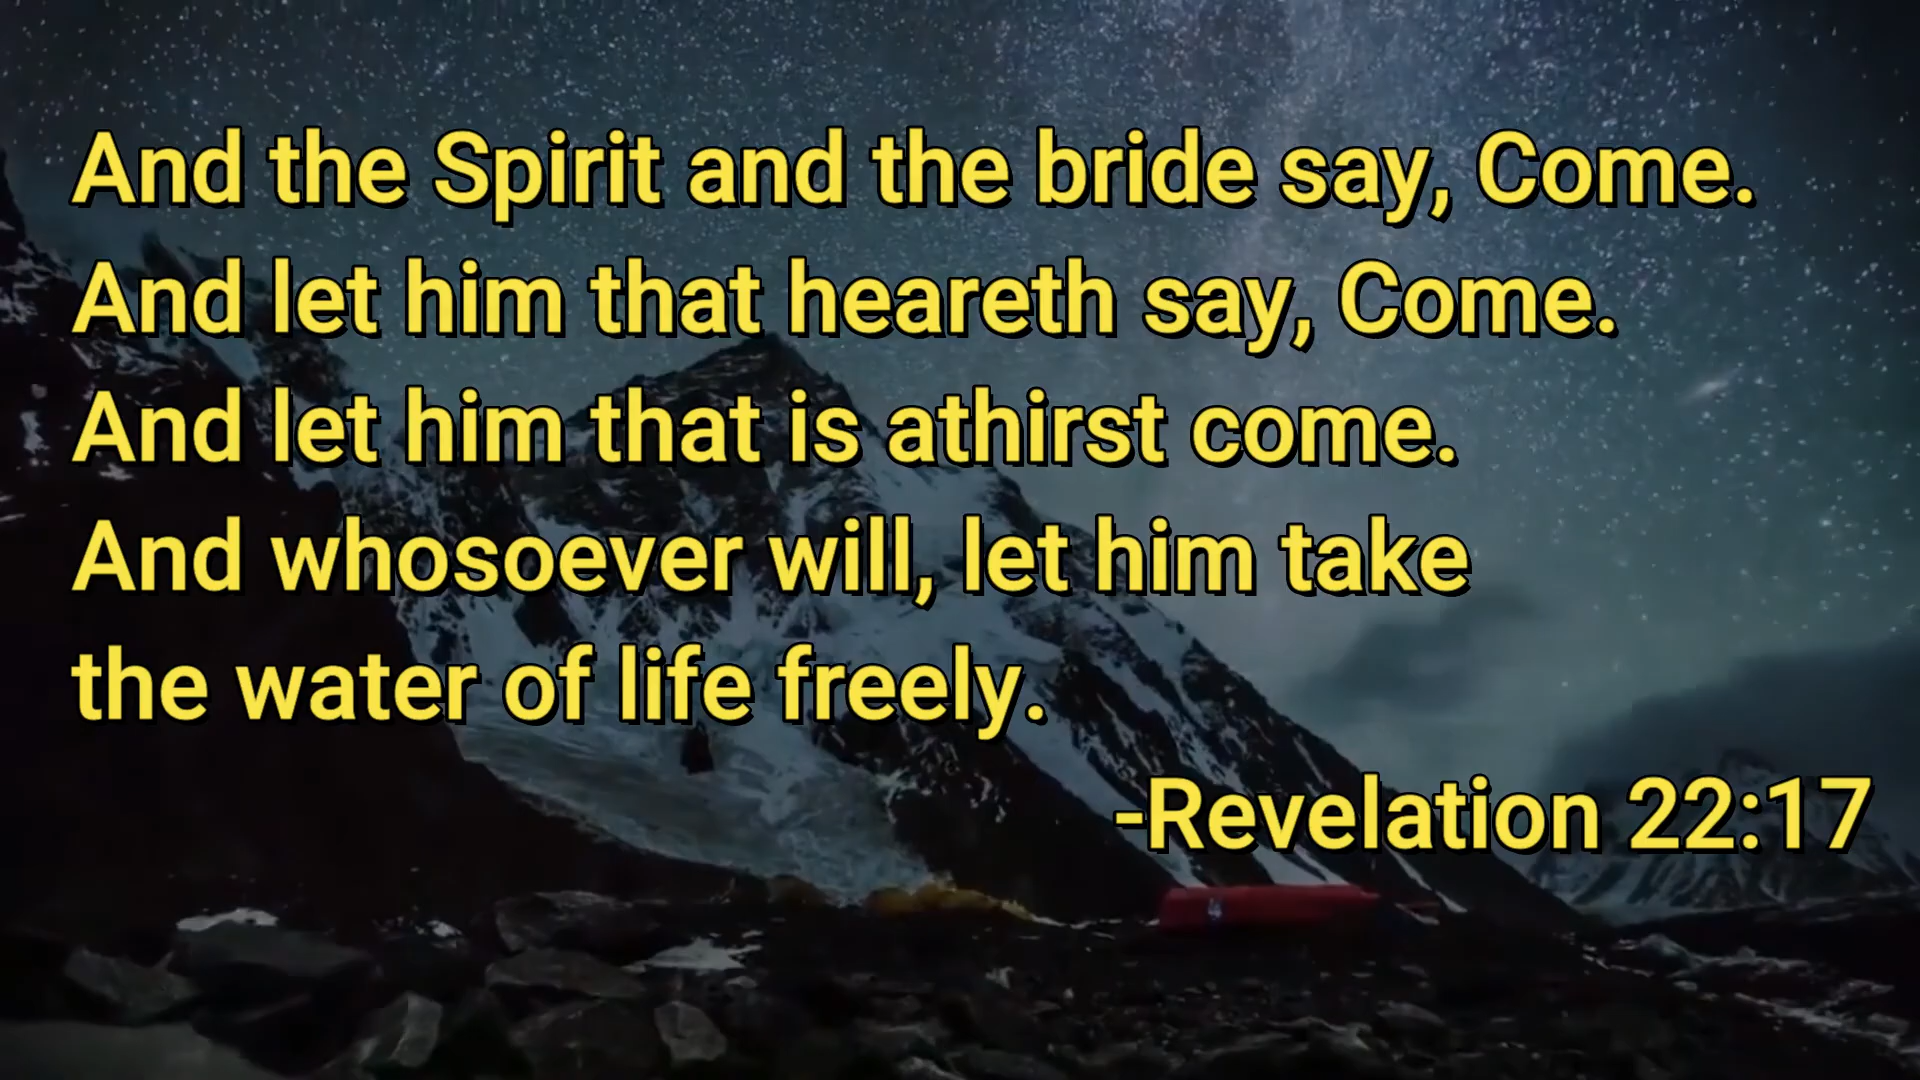 And the Spirit and the bride say, Come.
And let him that heareth say, Come.
And let him that is athirst come.
And whosoever will, let him take
the water of life freely.
-Revelation 22:17